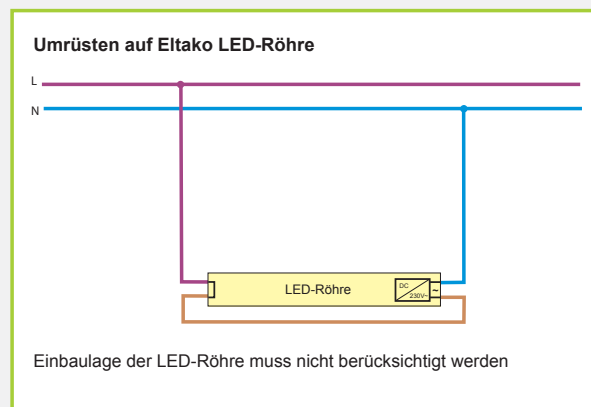 Umrüsten auf Eltako LED-Röhre
L
N
LED-Röhre
DC
~
230V~
Einbaulage der LED-Röhre muss nicht berücksichtigt werden